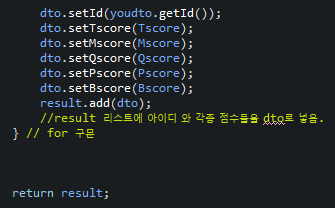 dto.setId(youdto.getId());
dto.setTscore(Tscore);
dto.setMscore(Mscore);
dto.setQscore(Qscore);
dto.setPscore(Pscore);
dto.setBscore(Bscore);
result.add(dto);
//result 리스트에 아이디 와 각종 점수들을 dto로 넣음.
} // for 구문
return result;